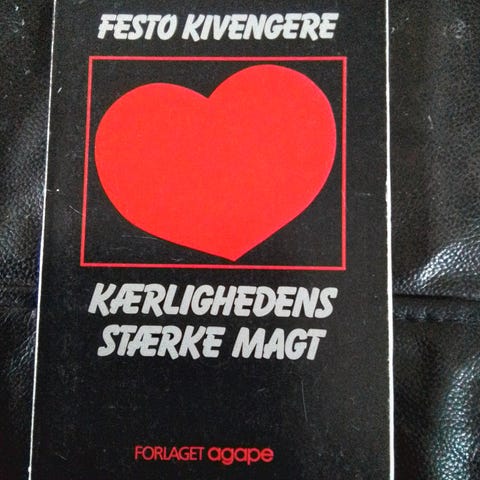 FESTO KIVENGERE
KÆRLIGHEDENS
STÆRKE MAGT
FORLAGET agape